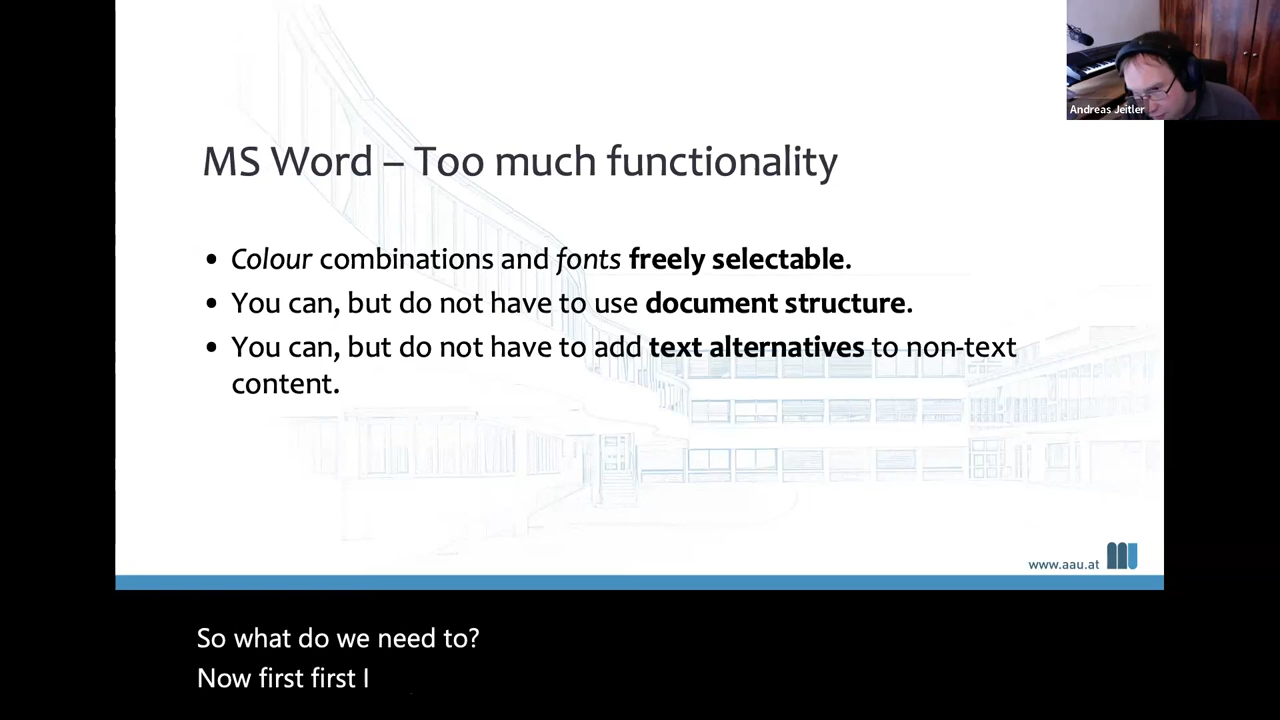 Andreas Jeitler
MS Word – Too much functionality
• Colour combinations and fonts freely selectable.
• You can, but do not have to use document structure.
• You can, but do not have to add text alternatives to non-text
content.
www.aau.at
So what do we need to?
Now first first I